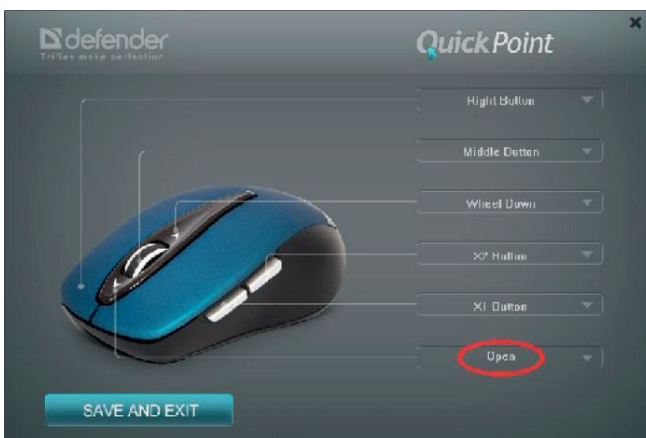 defender
Trifles make perfection
QuickPoint
Right Button
Middle Button
Wheel Down
X2 Button
X1 Button
Open
SAVE AND EXIT